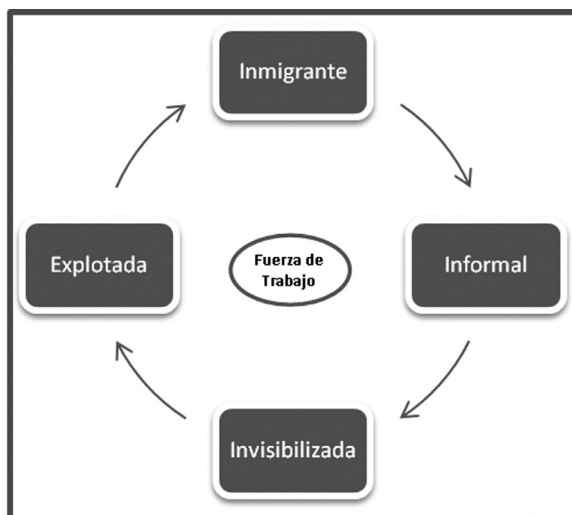 Inmigrante
Explotada
Fuerza de
Trabajo
Informal
Invisibilizada